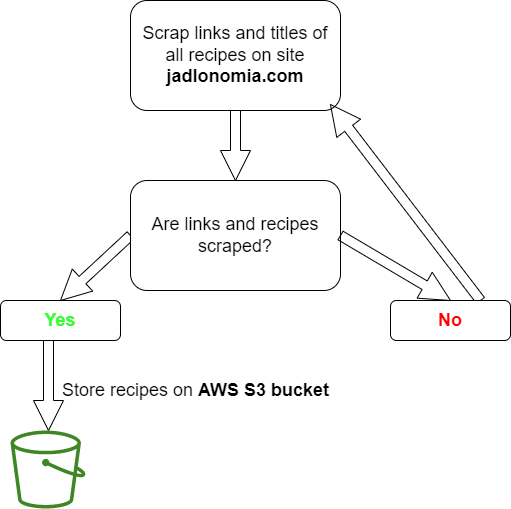 Scrap links and titles of
all recipes on site
jadlonomia.com
Are links and recipes
scraped?
Yes
No
Store recipes on AWS S3 bucket